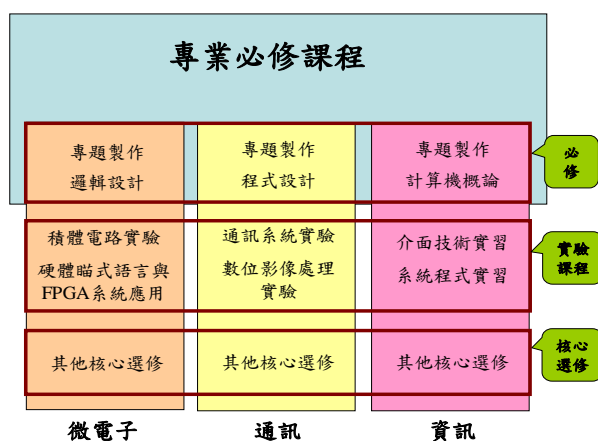 專業必修課程
專題製作
邏輯設計
專題製作
程式設計
專題製作
計算機概論
必
修
積體電路實驗
硬體瞄式語言與
FPGA系統應用
通訊系統實驗
數位影像處理
實驗
介面技術實習
系統程式實習
實驗
課程
其他核心選修
其他核心選修
其他核心選修
核心
選修
微電子
通訊
資訊